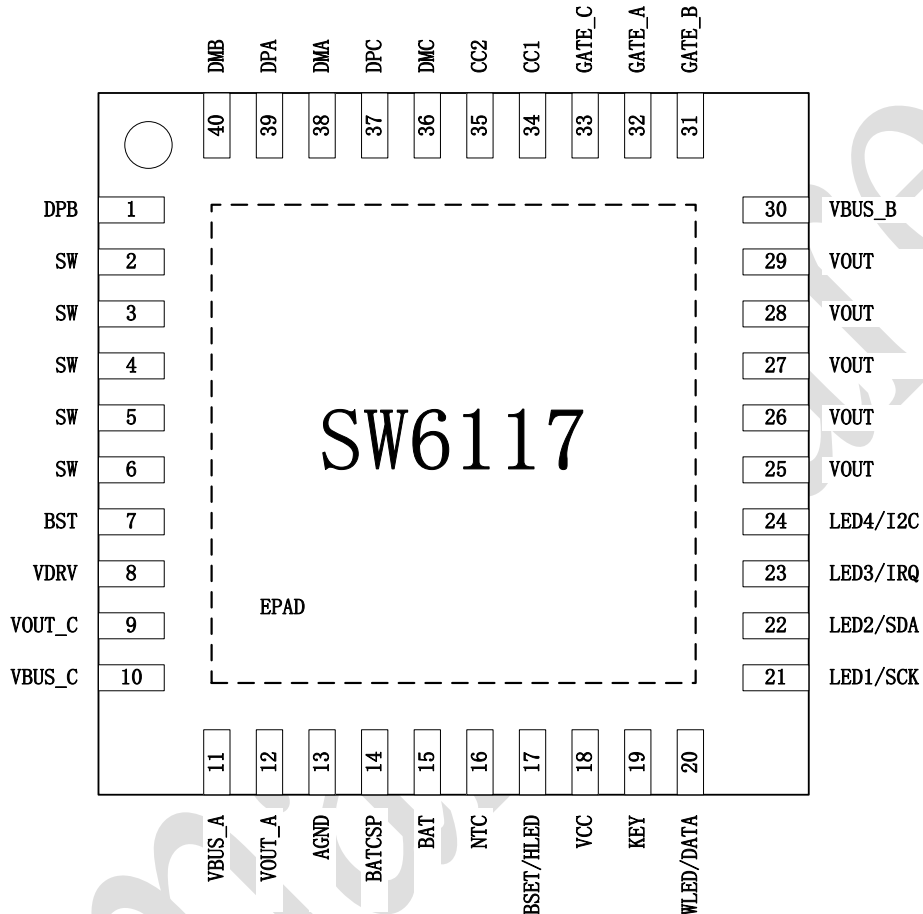 DMB DPA DMA DPC DMC CC2 CC1 GATE_C GATE_A GATE_B
40 39 38 37 36 35 34 33 32 31
DPB 1 30 VBUS_B
SW 2 29 VOUT
SW 3 28 VOUT
SW 4 27 VOUT
SW 5 26 VOUT
SW 6 25 VOUT
SW6117
BST 7 24 LED4/I2C
VDRV 8 23 LED3/IRQ
EPAD
VOUT_C 9 22 LED2/SDA
VBUS_C 10 21 LED1/SCK
11 12 13 14 15 16 17 18 19 20
VBUS_A VOUT_A AGND BATCSP BAT NTC BSET/HLED VCC KEY WLED/DATA